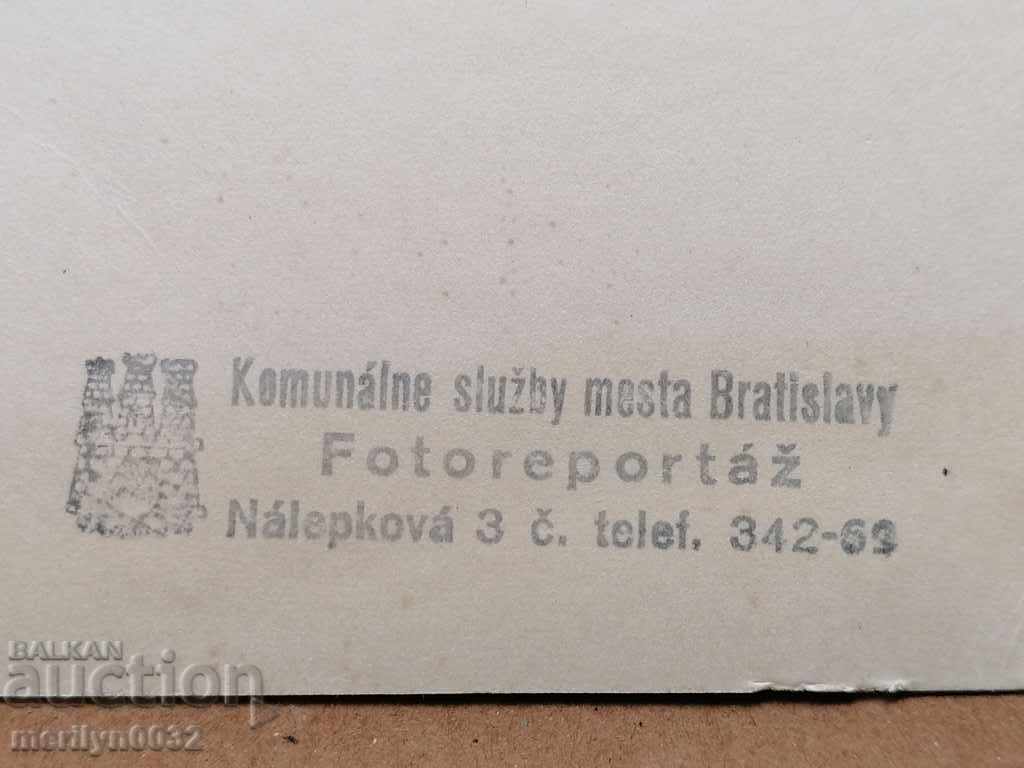 Komunálne služby mesta Bratislavy
Fotoreportáž
Nálepková 3 č. telef. 342-69
BALKAN
auction
merilyn0032